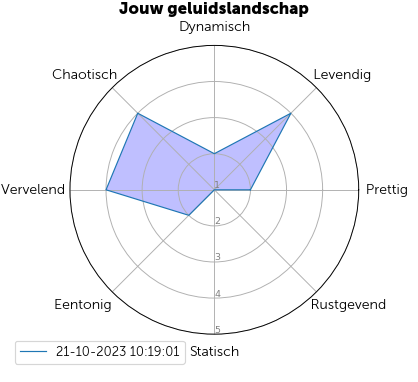 Jouw geluidslandschap
Dynamisch
Chaotisch
Levendig
Vervelend
1
Prettig
2
3
4
Eentonig
Rustgevend
5
21-10-2023 10:19:01
Statisch